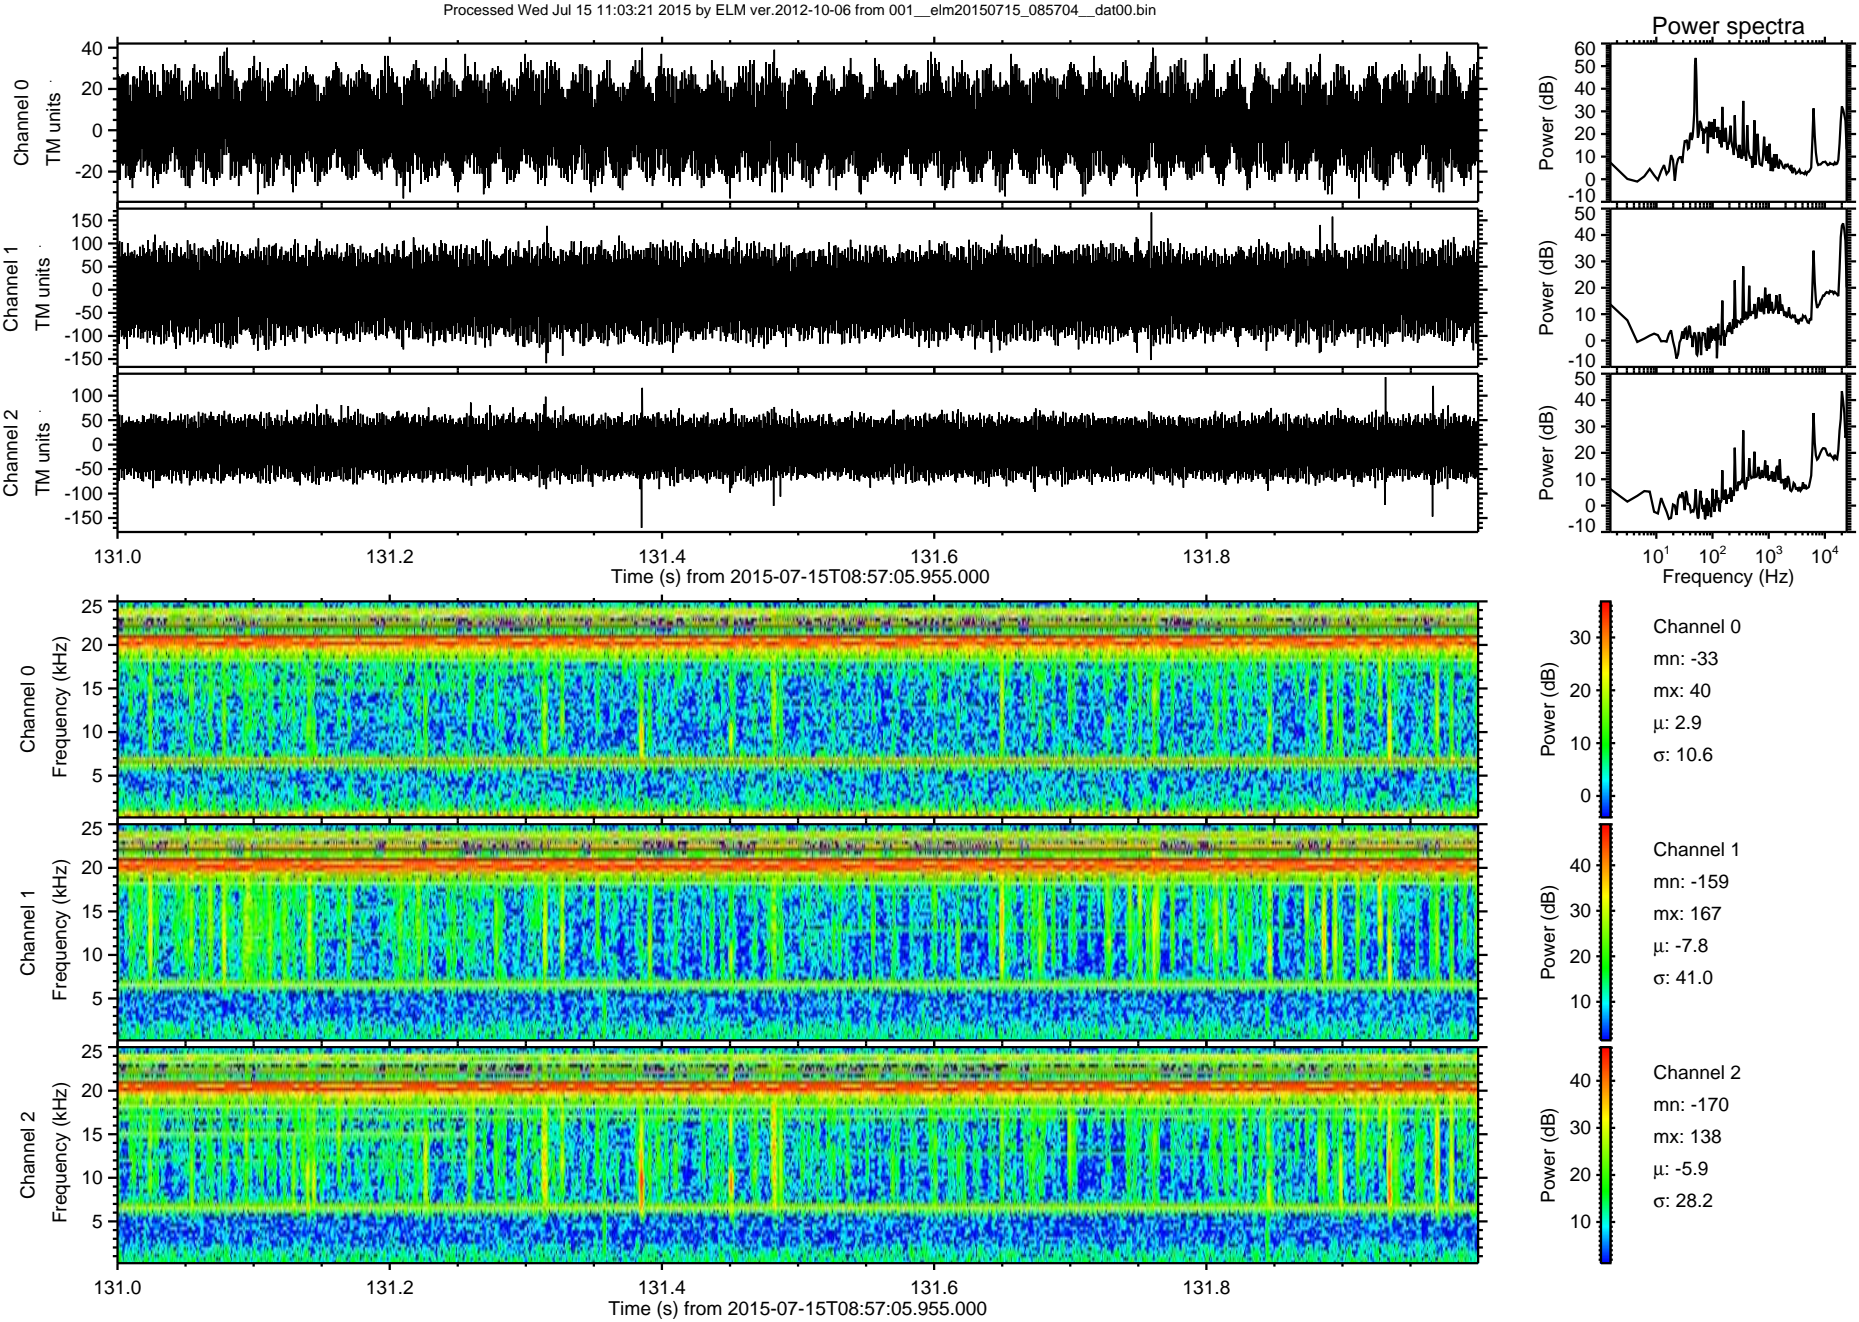 Processed Wed Jul 15 11:03:21 2015 by ELM ver.2012-10-06 from 001__elm20150715_085704__dat00.bin
Power spectra
Channel 0
TM units
40
20
0
-20
Power (dB)
60
50
40
30
20
10
0
-10
Channel 1
TM units
150
100
50
0
-50
-100
-150
Power (dB)
50
40
30
20
10
0
-10
Channel 2
TM units
100
50
0
-50
-100
-150
Power (dB)
50
40
30
20
10
0
-10
131.0 131.2 131.4 131.6 131.8
Time (s) from 2015-07-15T08:57:05.955.000
10¹ 10² 10³ 10⁴
Frequency (Hz)
Channel 0
Frequency (kHz)
25
20
15
10
5
Power (dB)
30
20
10
0
Channel 0
mn: -33
mx: 40
µ: 2.9
σ: 10.6
Channel 1
Frequency (kHz)
25
20
15
10
5
Power (dB)
40
30
20
10
Channel 1
mn: -159
mx: 167
µ: -7.8
σ: 41.0
Channel 2
Frequency (kHz)
25
20
15
10
5
Power (dB)
40
30
20
10
Channel 2
mn: -170
mx: 138
µ: -5.9
σ: 28.2
131.0 131.2 131.4 131.6 131.8
Time (s) from 2015-07-15T08:57:05.955.000